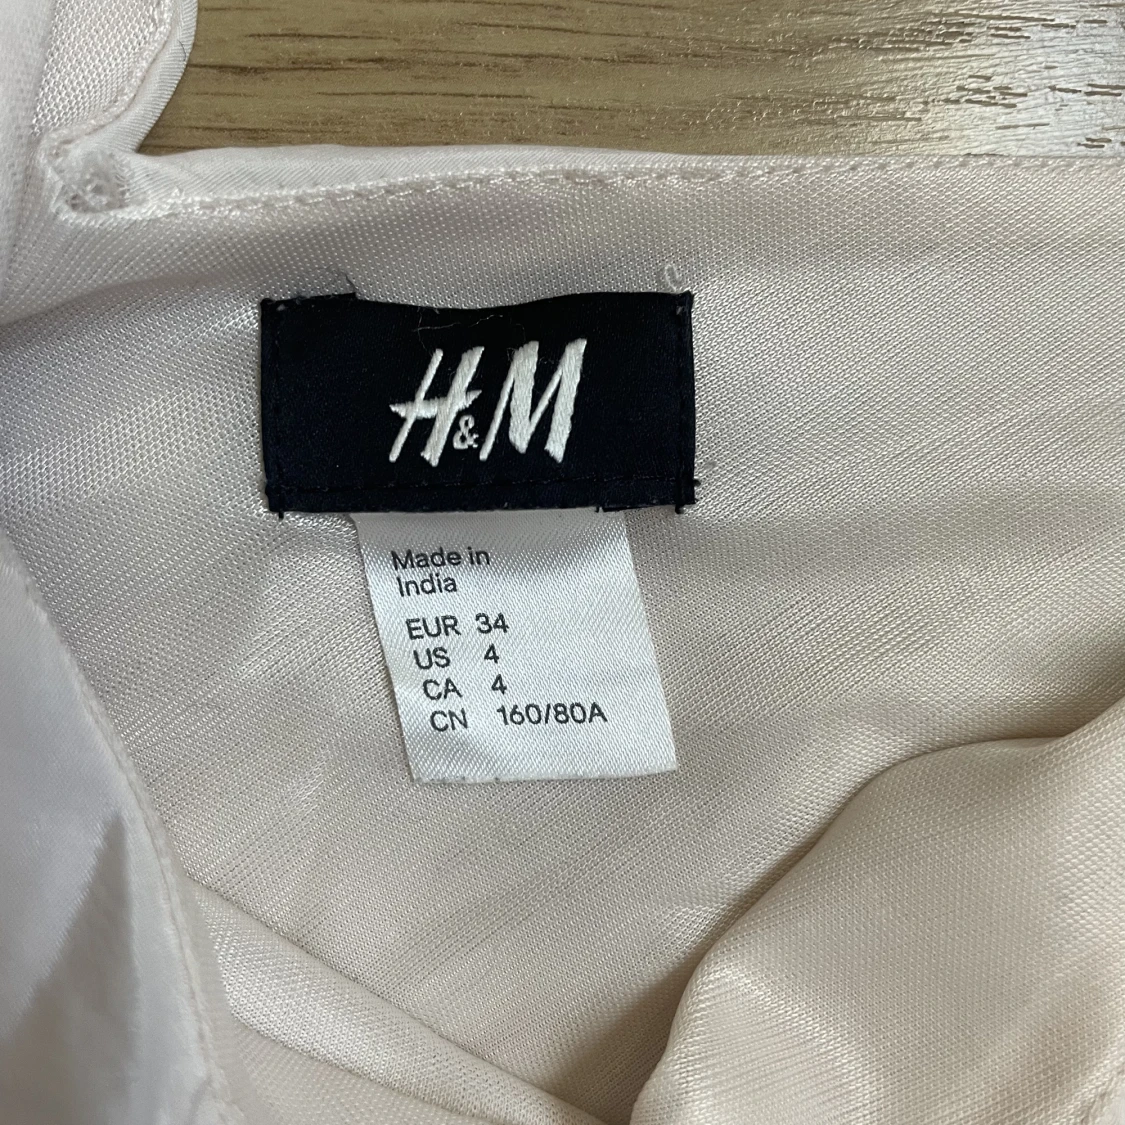 H&M
Made in
India
EUR 34
US 4
CA 4
CN 160/80A